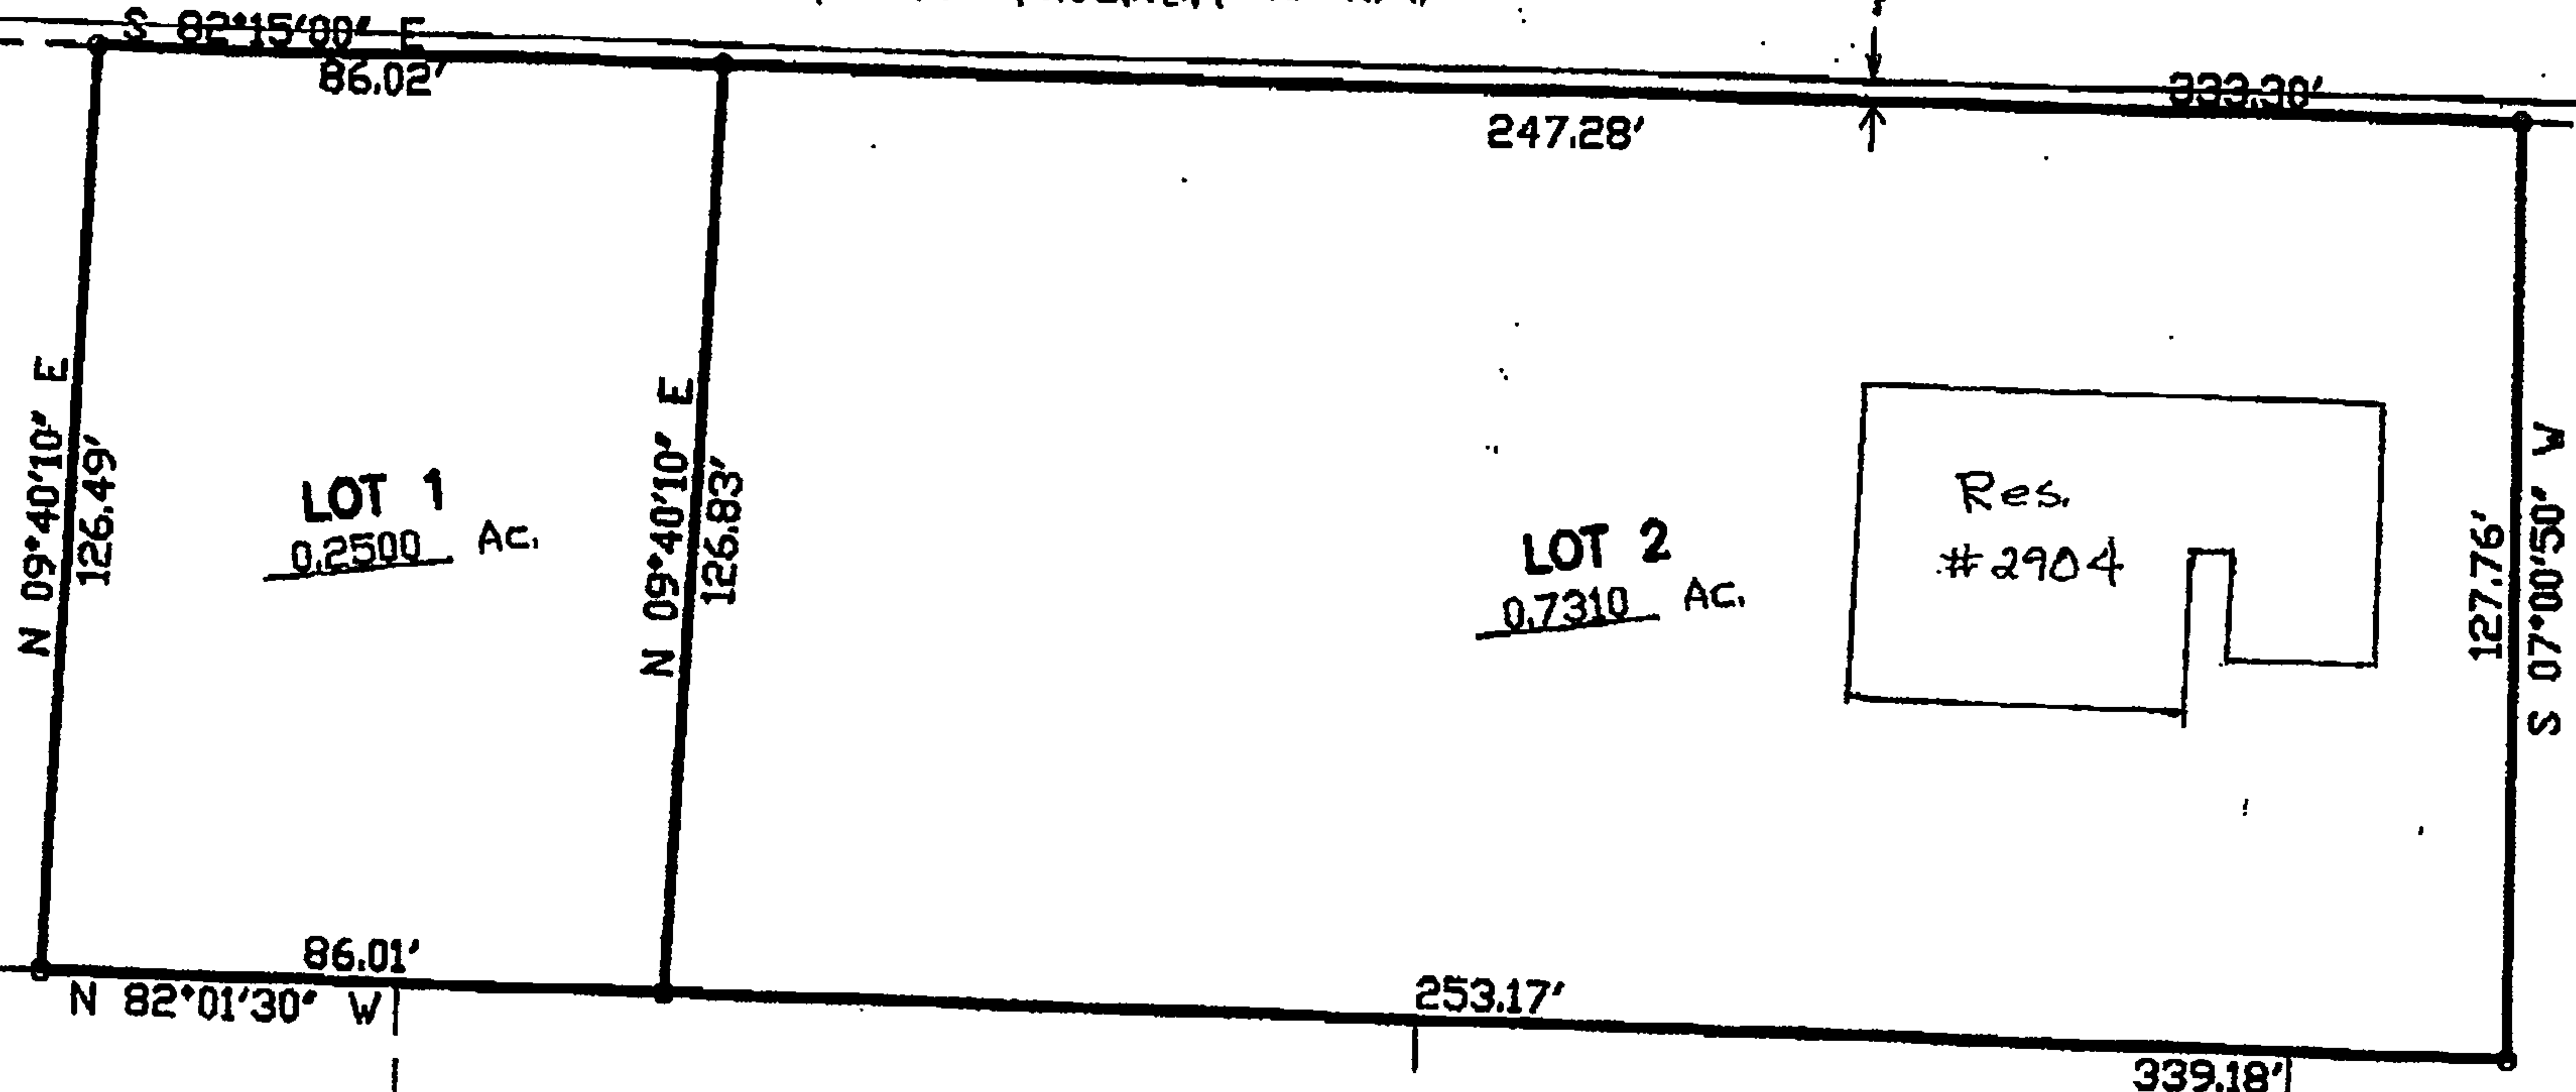 S 82°15'00" E
86.02'
333.30'
247.28'
N 09°40'10" E
126.49'
LOT 1
0.2500 Ac.
N 09°40'10" E
126.83'
LOT 2
0.7310 Ac.
Res.
#2904
127.76'
S 07°00'50" W
86.01'
N 82°01'30" W
253.17'
339.18'